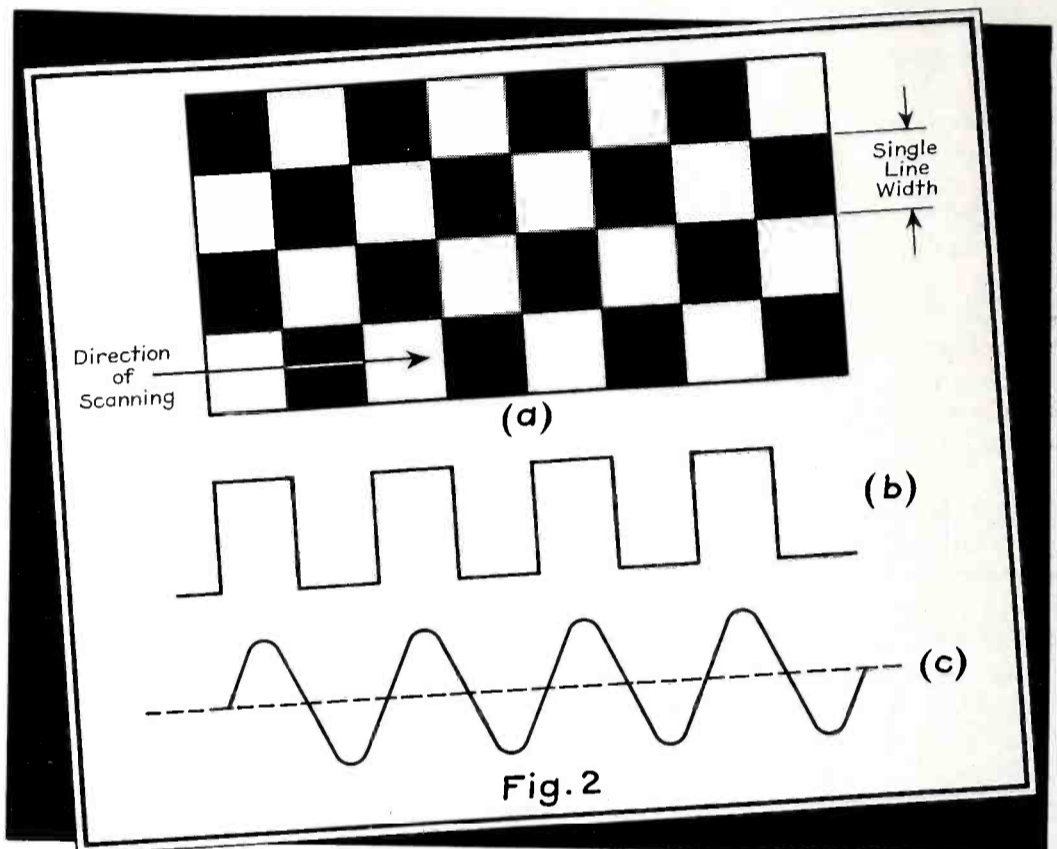 Single
Line
Width
Direction
of
Scanning
(a)
(b)
(c)
Fig. 2